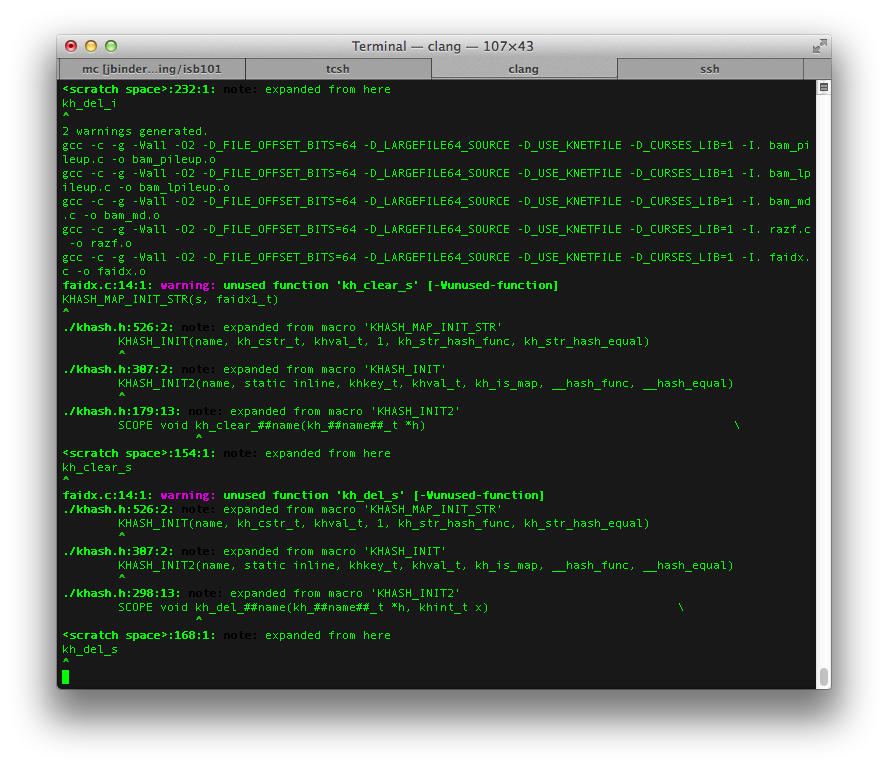 Terminal — clang — 107×43
mc [jbinder...ing/isb101 tcsh clang ssh
<scratch space>:232:1: note: expanded from here
kh_del_i
^
2 warnings generated.
gcc -c -g -Wall -O2 -D_FILE_OFFSET_BITS=64 -D_LARGEFILE64_SOURCE -D_USE_KNETFILE -D_CURSES_LIB=1 -I. bam_pi
leup.c -o bam_pileup.o
gcc -c -g -Wall -O2 -D_FILE_OFFSET_BITS=64 -D_LARGEFILE64_SOURCE -D_USE_KNETFILE -D_CURSES_LIB=1 -I. bam_lp
ileup.c -o bam_lpileup.o
gcc -c -g -Wall -O2 -D_FILE_OFFSET_BITS=64 -D_LARGEFILE64_SOURCE -D_USE_KNETFILE -D_CURSES_LIB=1 -I. bam_md
.c -o bam_md.o
gcc -c -g -Wall -O2 -D_FILE_OFFSET_BITS=64 -D_LARGEFILE64_SOURCE -D_USE_KNETFILE -D_CURSES_LIB=1 -I. razf.c
 -o razf.o
gcc -c -g -Wall -O2 -D_FILE_OFFSET_BITS=64 -D_LARGEFILE64_SOURCE -D_USE_KNETFILE -D_CURSES_LIB=1 -I. faidx.
c -o faidx.o
faidx.c:14:1: warning: unused function 'kh_clear_s' [-Wunused-function]
KHASH_MAP_INIT_STR(s, faidx1_t)
^
./khash.h:526:2: note: expanded from macro 'KHASH_MAP_INIT_STR'
        KHASH_INIT(name, kh_cstr_t, khval_t, 1, kh_str_hash_func, kh_str_hash_equal)
        ^
./khash.h:307:2: note: expanded from macro 'KHASH_INIT'
        KHASH_INIT2(name, static inline, khkey_t, khval_t, kh_is_map, __hash_func, __hash_equal)
        ^
./khash.h:179:13: note: expanded from macro 'KHASH_INIT2'
        SCOPE void kh_clear_##name(kh_##name##_t *h)                                            \
                   ^
<scratch space>:154:1: note: expanded from here
kh_clear_s
^
faidx.c:14:1: warning: unused function 'kh_del_s' [-Wunused-function]
./khash.h:526:2: note: expanded from macro 'KHASH_MAP_INIT_STR'
        KHASH_INIT(name, kh_cstr_t, khval_t, 1, kh_str_hash_func, kh_str_hash_equal)
        ^
./khash.h:307:2: note: expanded from macro 'KHASH_INIT'
        KHASH_INIT2(name, static inline, khkey_t, khval_t, kh_is_map, __hash_func, __hash_equal)
        ^
./khash.h:298:13: note: expanded from macro 'KHASH_INIT2'
        SCOPE void kh_del_##name(kh_##name##_t *h, khint_t x)                           \
                   ^
<scratch space>:168:1: note: expanded from here
kh_del_s
^